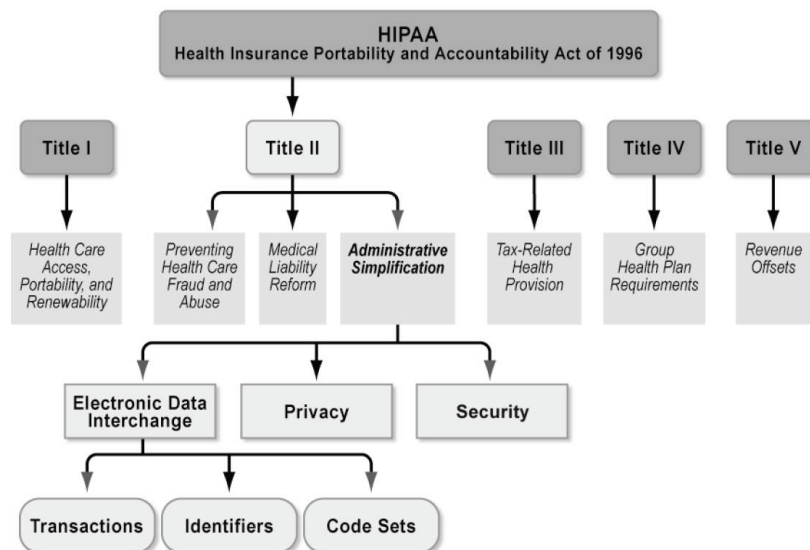 HIPAA
Health Insurance Portability and Accountability Act of 1996
Title I
Title II
Title III
Title IV
Title V
Health Care
Access,
Portability, and
Renewability
Preventing
Health Care
Fraud and
Abuse
Medical
Liability
Reform
Administrative
Simplification
Tax-Related
Health
Provision
Group
Health Plan
Requirements
Revenue
Offsets
Electronic Data
Interchange
Privacy
Security
Transactions
Identifiers
Code Sets